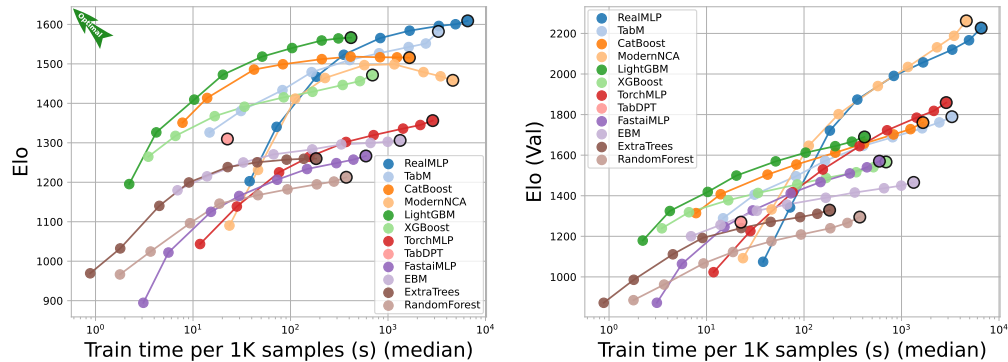 Optimal
Elo
1600
1500
1400
1300
1200
1100
1000
900
RealMLP
TabM
CatBoost
ModernNCA
LightGBM
XGBoost
TorchMLP
TabDPT
FastaiMLP
EBM
ExtraTrees
RandomForest
10⁰ 10¹ 10² 10³ 10⁴
Train time per 1K samples (s) (median)
Elo (Val)
2200
2000
1800
1600
1400
1200
1000
RealMLP
TabM
CatBoost
ModernNCA
LightGBM
XGBoost
TorchMLP
TabDPT
FastaiMLP
EBM
ExtraTrees
RandomForest
10⁰ 10¹ 10² 10³ 10⁴
Train time per 1K samples (s) (median)